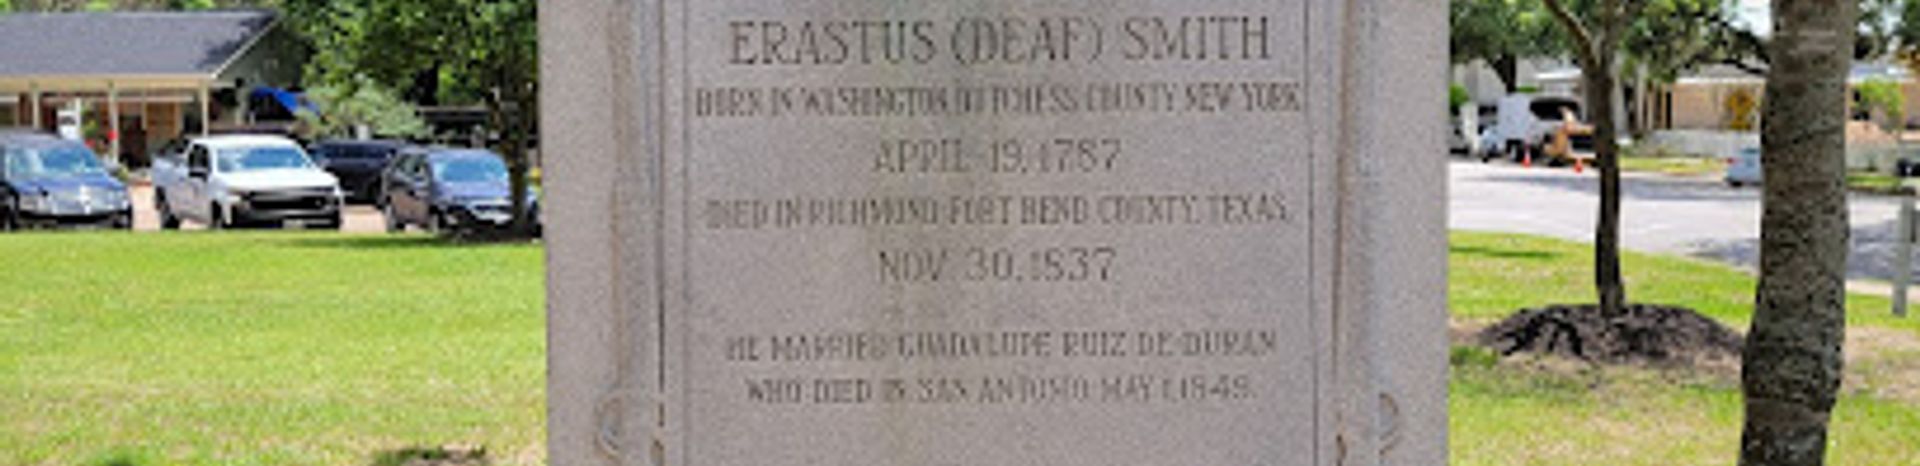 ERASTUS (DEAF) SMITH
BORN IN WASHINGTON DUTCHESS COUNTY NEW YORK
APRIL 19, 1787
DIED IN RICHMOND FORT BEND COUNTY, TEXAS,
NOV. 30, 1837
HE MARRIED GUADALUPE RUIZ DE DURAN
WHO DIED IN SAN ANTONIO MAY 1, 1849.